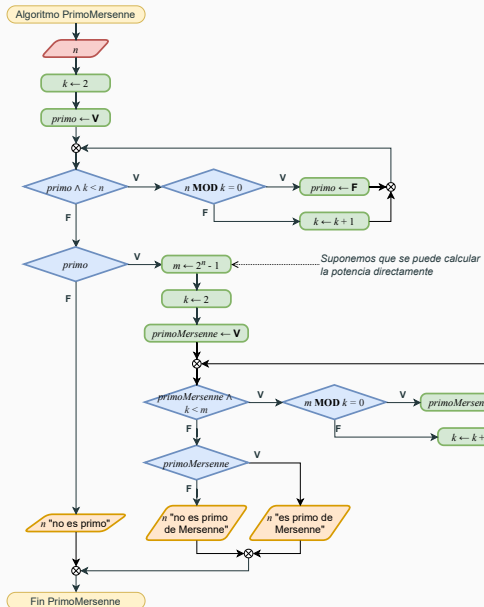 Algoritmo PrimoMersenne
n
k ← 2
primo ← V
primo ∧ k < n
V
n MOD k = 0
V
primo ← F
F
F
k ← k + 1
primo
V
m ← 2ⁿ - 1
Suponemos que se puede calcular
la potencia directamente
F
k ← 2
primoMersenne ← V
primoMersenne ∧
k < m
V
m MOD k = 0
V
primoMersen
F
F
k ← k +
primoMersenne
V
F
n "no es primo"
n "no es primo
de Mersenne"
n "es primo de
Mersenne"
Fin PrimoMersenne